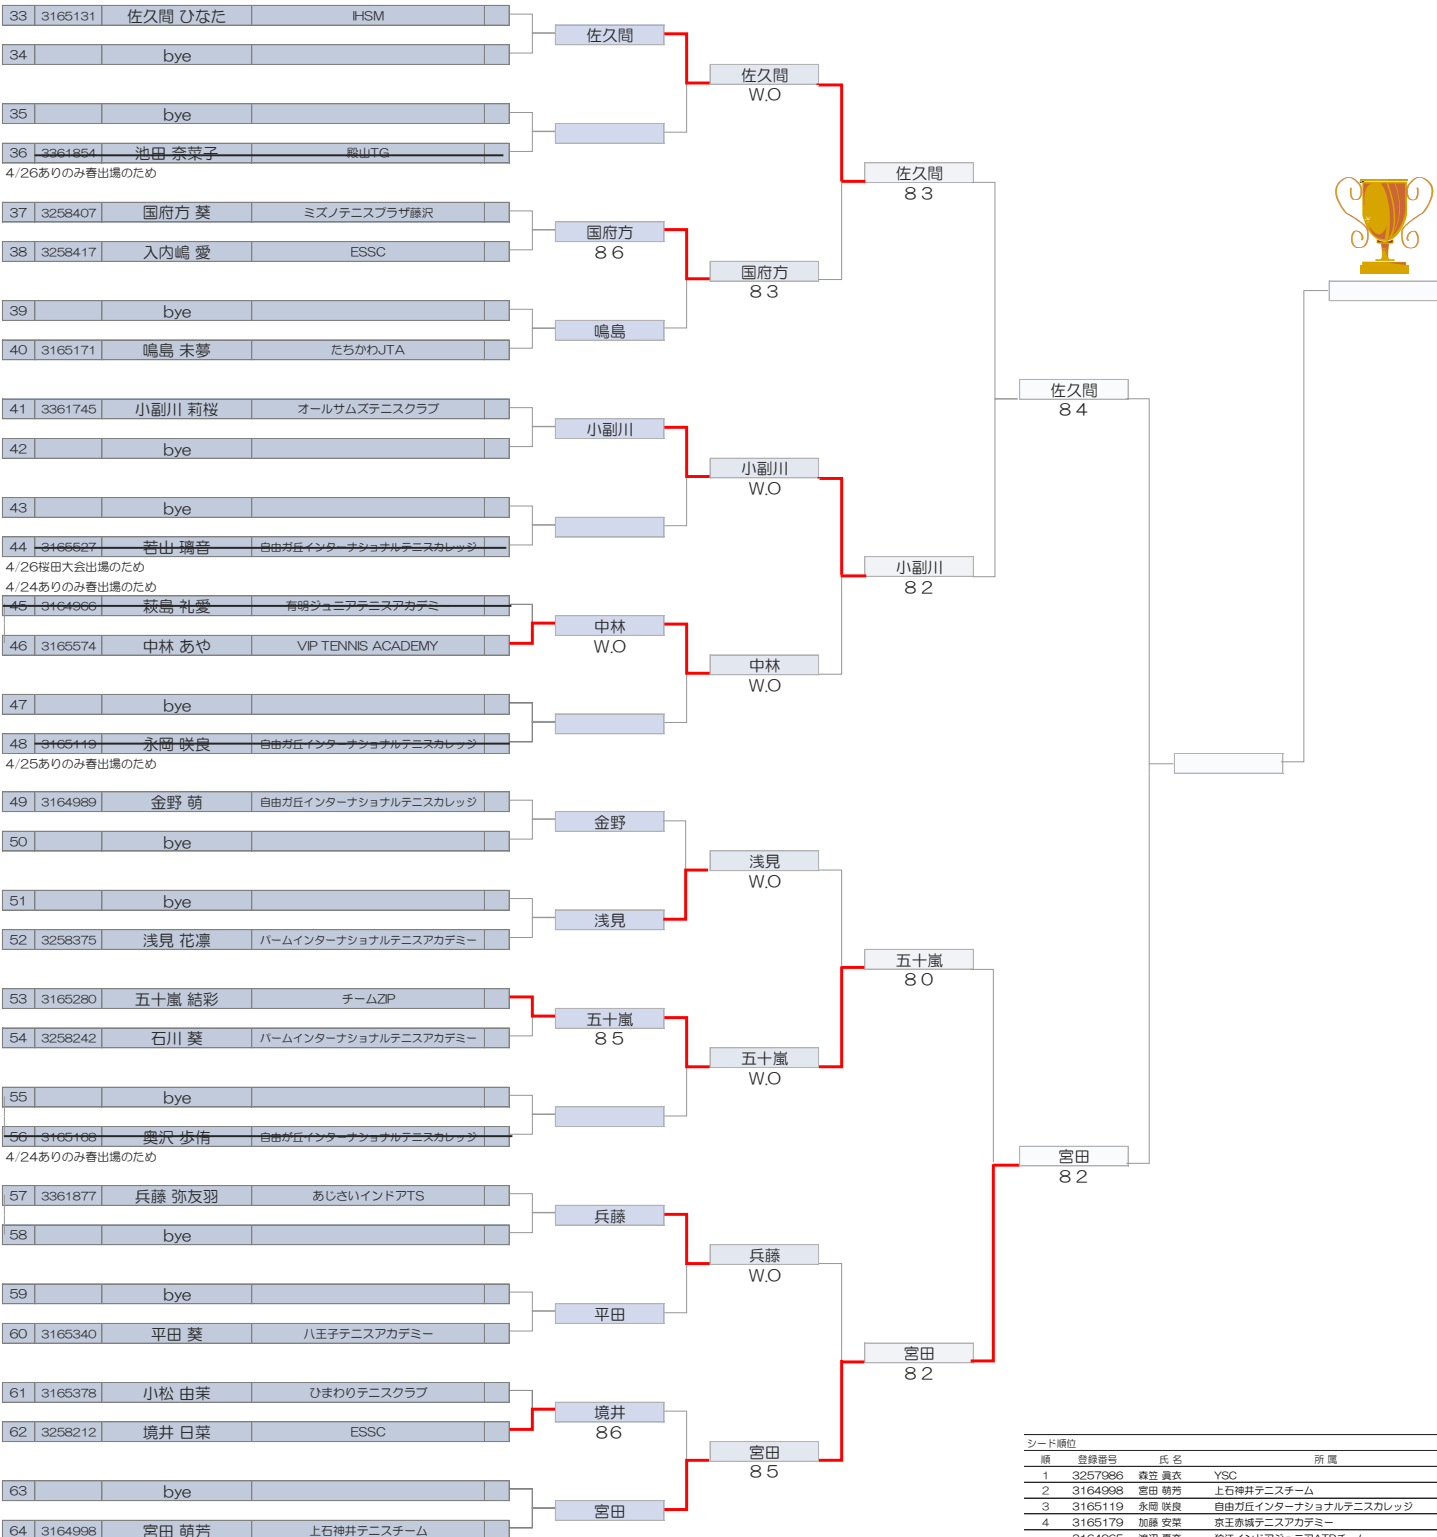 33 3165131 佐久間 ひなた IHSM
34 bye
35 bye
36 3361854 池田 奈菜子 殿山TG
4/26ありのみ春出場のため
37 3258407 国府方 葵 ミズノテニスプラザ藤沢
38 3258417 入内嶋 愛 ESSC
39 bye
40 3165171 鳴島 未夢 たちかわJTA
41 3361745 小副川 莉桜 オールサムズテニスクラブ
42 bye
43 bye
44 3165527 若山 璃音 自由ガ丘インターナショナルテニスカレッジ
4/26桜田大会出場のため
4/24ありのみ春出場のため
45 3164966 萩島 礼愛 有明ジュニアテニスアカデミ
46 3165574 中林 あや VIP TENNIS ACADEMY
47 bye
48 3165119 永岡 咲良 自由ガ丘インターナショナルテニスカレッジ
4/25ありのみ春出場のため
49 3164989 金野 萌 自由ガ丘インターナショナルテニスカレッジ
50 bye
51 bye
52 3258375 浅見 花凛 パームインターナショナルテニスアカデミー
53 3165280 五十嵐 結彩 チームZIP
54 3258242 石川 葵 パームインターナショナルテニスアカデミー
55 bye
56 3165168 奥沢 歩侑 自由が丘インターナショナルテニスカレッジ
4/24ありのみ春出場のため
57 3361877 兵藤 弥友羽 あじさいインドアTS
58 bye
59 bye
60 3165340 平田 葵 八王子テニスアカデミー
61 3165378 小松 由茉 ひまわりテニスクラブ
62 3258212 境井 日菜 ESSC
63 bye
64 3164998 宮田 萌芳 上石神井テニスチーム
佐久間
国府方
86
鳴島
小副川
中林
W.O
金野
浅見
五十嵐
85
兵藤
平田
境井
86
宮田
佐久間
W.O
国府方
83
小副川
W.O
中林
W.O
浅見
W.O
五十嵐
W.O
兵藤
W.O
宮田
85
佐久間
83
小副川
82
五十嵐
80
宮田
82
佐久間
84
宮田
82
シード順位
順 登録番号 氏 名 所 属
1 3257986 森笠 眞衣 YSC
2 3164998 宮田 萌芳 上石神井テニスチーム
3 3165119 永岡 咲良 自由ガ丘インターナショナルテニスカレッジ
4 3165179 加藤 安菜 京王赤城テニスアカデミー